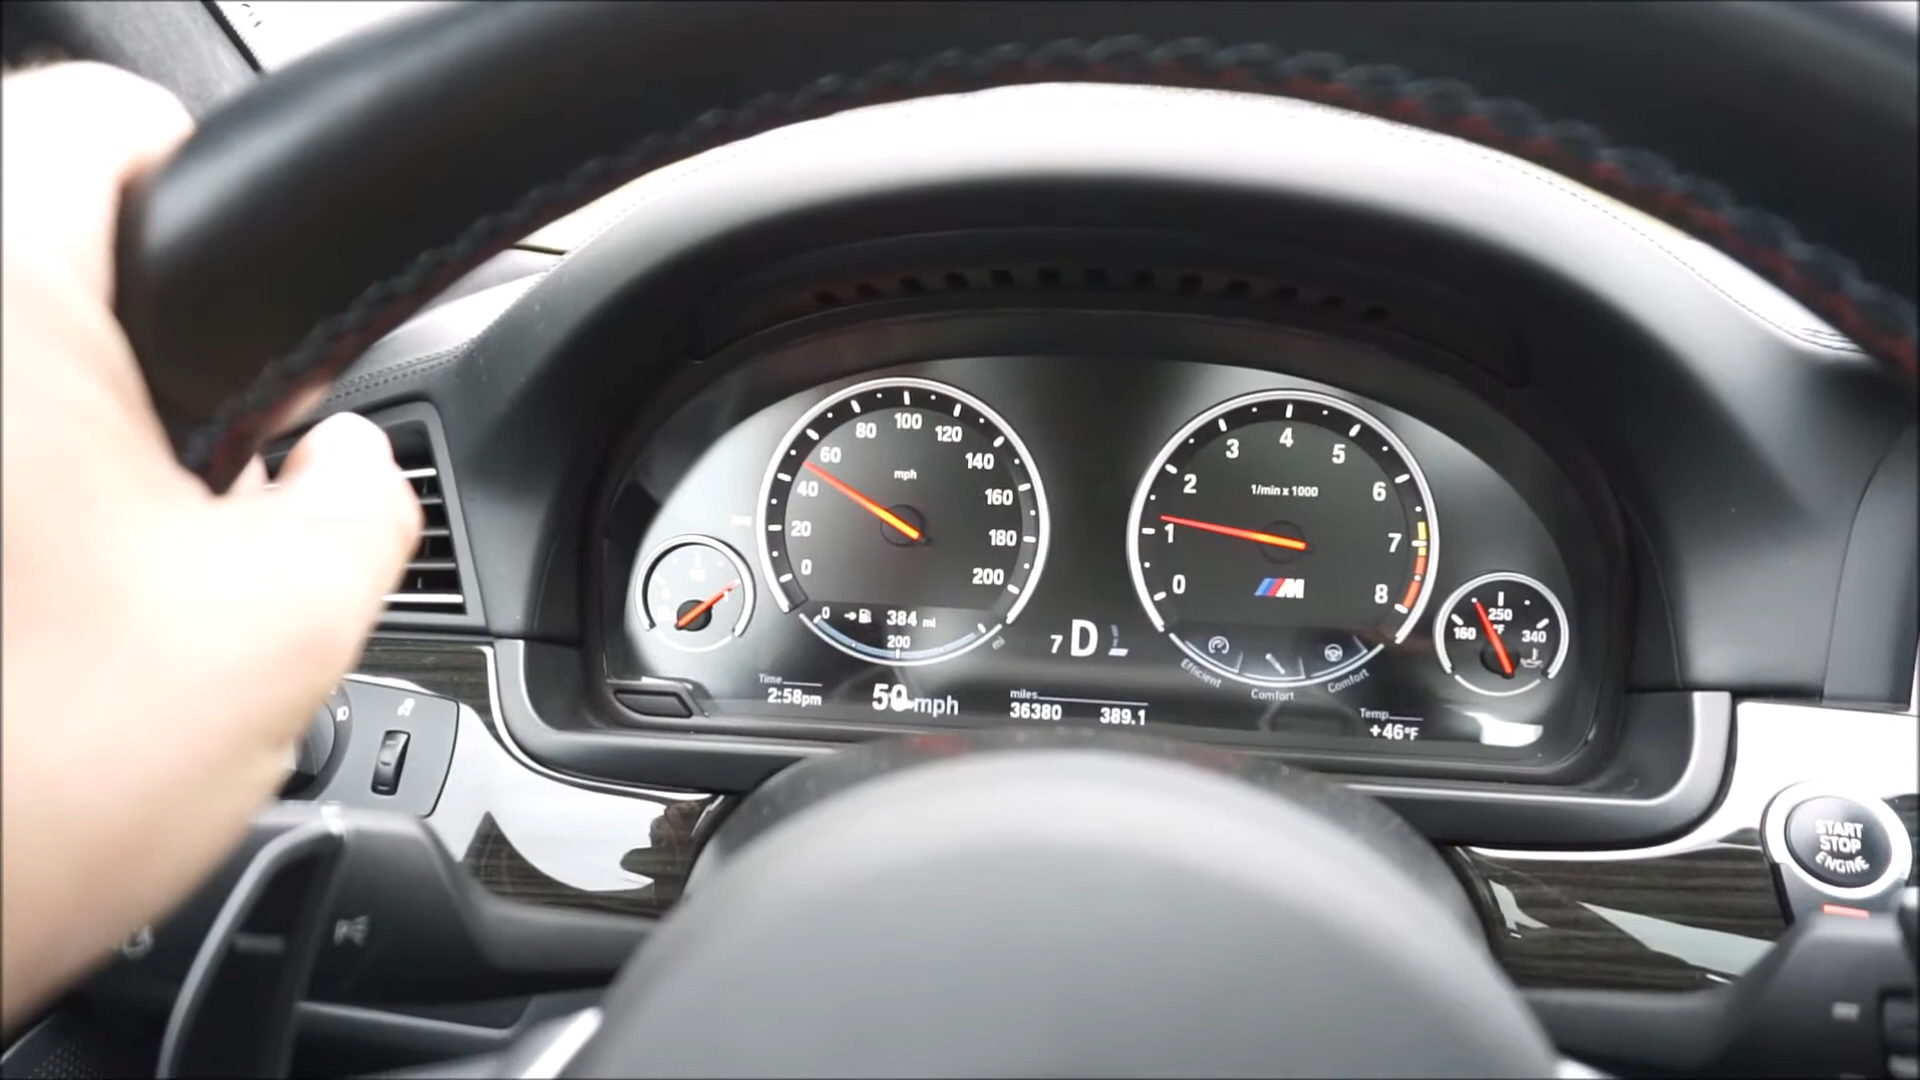 0
20
40
60
80
100
120
140
160
180
200
mph
0 384 mi
200
mi
Time
2:58pm
50 mph
7 D
miles
36380 389.1
0
1
2
3
4
5
6
7
8
1/min x 1000
M
Efficient
Comfort
Comfort
160
250
°F
340
Temp
+46°F
START
STOP
ENGINE